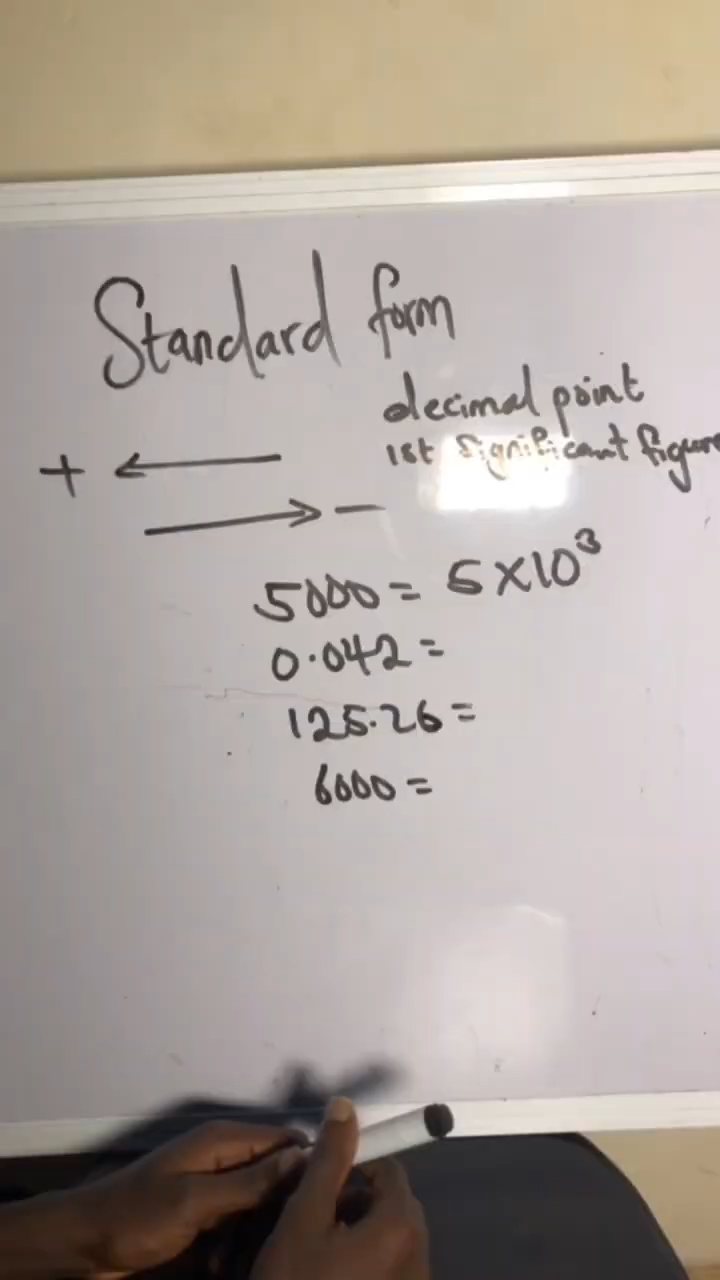 Standard form
decimal point
1st significant figure
+ ←
→ −
5000 = 5×10³
0.042 =
125.26 =
6000 =